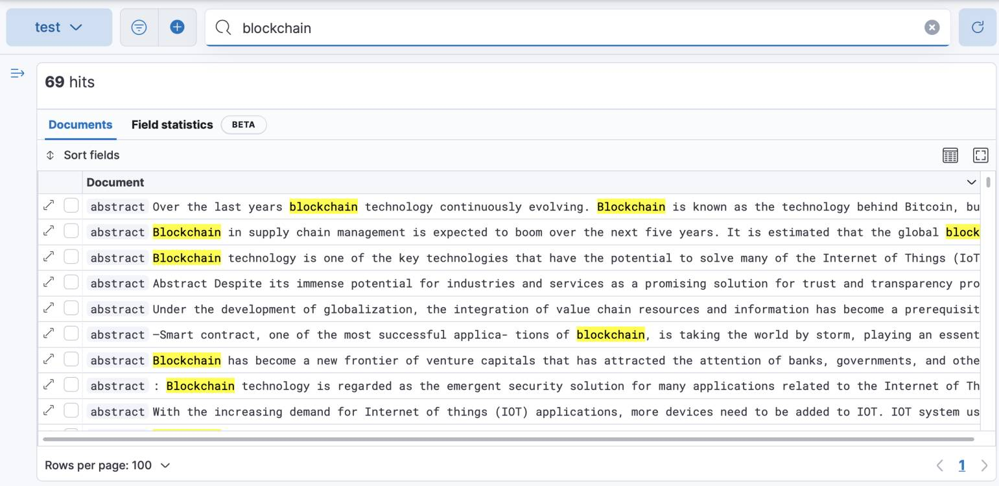 test blockchain
69 hits
Documents Field statistics BETA
Sort fields
Document
abstract Over the last years blockchain technology continuously evolving. Blockchain is known as the technology behind Bitcoin, bu
abstract Blockchain in supply chain management is expected to boom over the next five years. It is estimated that the global block
abstract Blockchain technology is one of the key technologies that have the potential to solve many of the Internet of Things (IoT
abstract Abstract Despite its immense potential for industries and services as a promising solution for trust and transparency pro
abstract Under the development of globalization, the integration of value chain resources and information has become a prerequisit
abstract —Smart contract, one of the most successful applica- tions of blockchain, is taking the world by storm, playing an essent
abstract Blockchain has become a new frontier of venture capitals that has attracted the attention of banks, governments, and othe
abstract : Blockchain technology is regarded as the emergent security solution for many applications related to the Internet of Th
abstract With the increasing demand for Internet of things (IOT) applications, more devices need to be added to IOT. IOT system us
Rows per page: 100 1